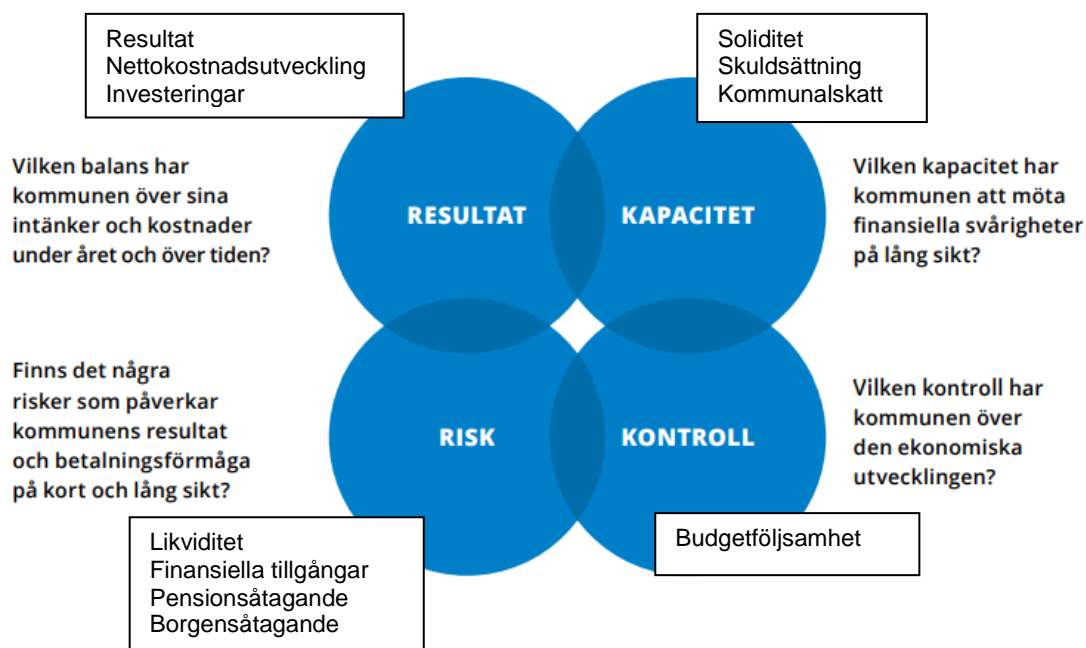 Resultat
Nettokostnadsutveckling
Investeringar
Soliditet
Skuldsättning
Kommunalskatt
Vilken balans har
kommunen över sina
intänker och kostnader
under året och över tiden?
RESULTAT
KAPACITET
Vilken kapacitet har
kommunen att möta
finansiella svårigheter
på lång sikt?
Finns det några
risker som påverkar
kommunens resultat
och betalningsförmåga
på kort och lång sikt?
RISK
KONTROLL
Vilken kontroll har
kommunen över
den ekonomiska
utvecklingen?
Likviditet
Finansiella tillgångar
Pensionsåtagande
Borgensåtagande
Budgetföljsamhet